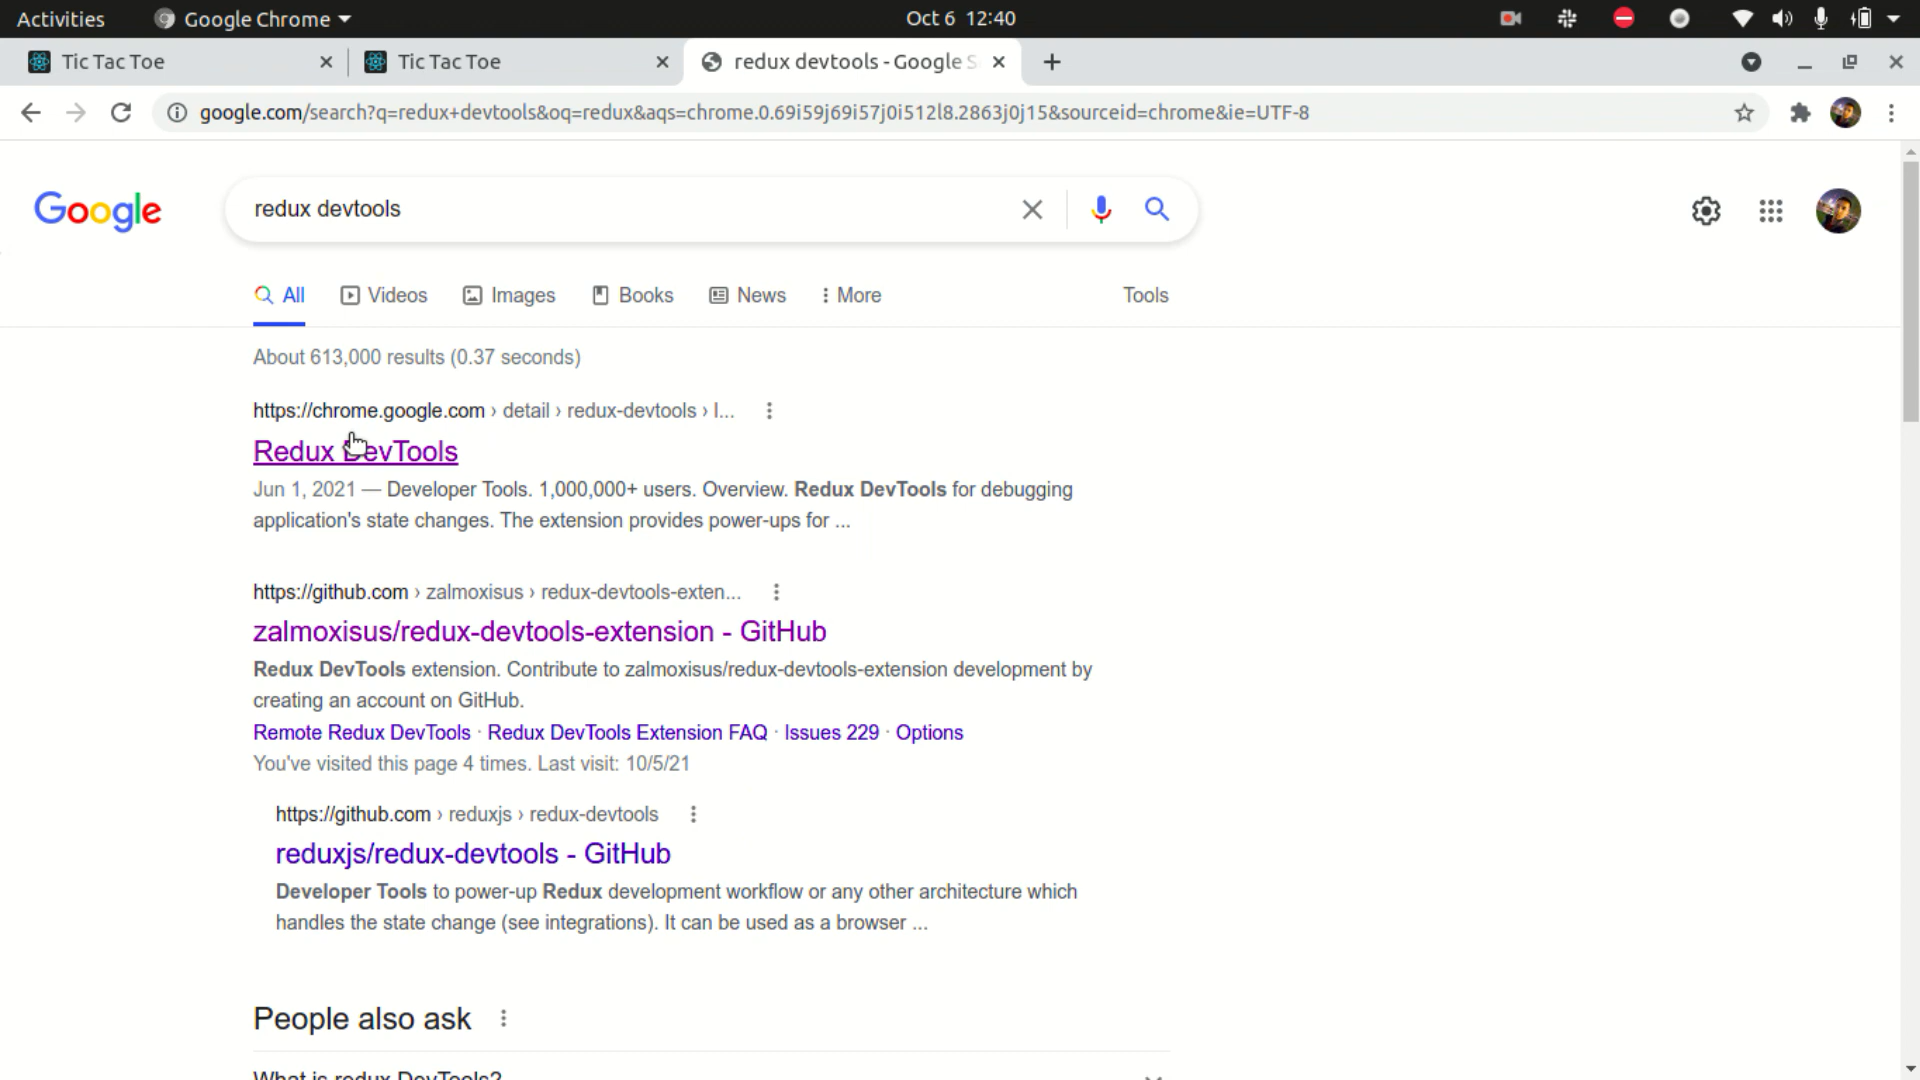 Activities Google Chrome Oct 6 12:40
Tic Tac Toe Tic Tac Toe redux devtools - Google S
google.com/search?q=redux+devtools&oq=redux&aqs=chrome.0.69i59j69i57j0i512l8.2863j0j15&sourceid=chrome&ie=UTF-8
Google redux devtools
All Videos Images Books News More Tools
About 613,000 results (0.37 seconds)
https://chrome.google.com › detail › redux-devtools › l...
Redux DevTools
Jun 1, 2021 — Developer Tools. 1,000,000+ users. Overview. Redux DevTools for debugging
application's state changes. The extension provides power-ups for ...
https://github.com › zalmoxisus › redux-devtools-exten...
zalmoxisus/redux-devtools-extension - GitHub
Redux DevTools extension. Contribute to zalmoxisus/redux-devtools-extension development by
creating an account on GitHub.
Remote Redux DevTools · Redux DevTools Extension FAQ · Issues 229 · Options
You've visited this page 4 times. Last visit: 10/5/21
https://github.com › reduxjs › redux-devtools
reduxjs/redux-devtools - GitHub
Developer Tools to power-up Redux development workflow or any other architecture which
handles the state change (see integrations). It can be used as a browser ...
People also ask
What is redux DevTools?